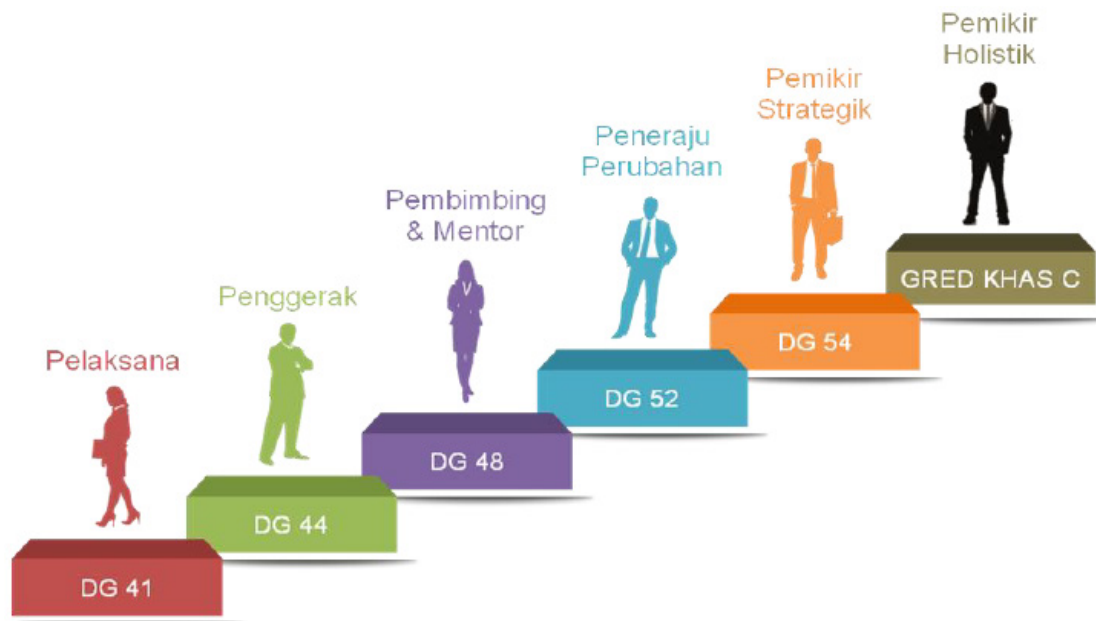 Pemikir
Holistik
Pemikir
Strategik
Peneraju
Perubahan
Pembimbing
& Mentor
Penggerak
Pelaksana
GRED KHAS C
DG 54
DG 52
DG 48
DG 44
DG 41